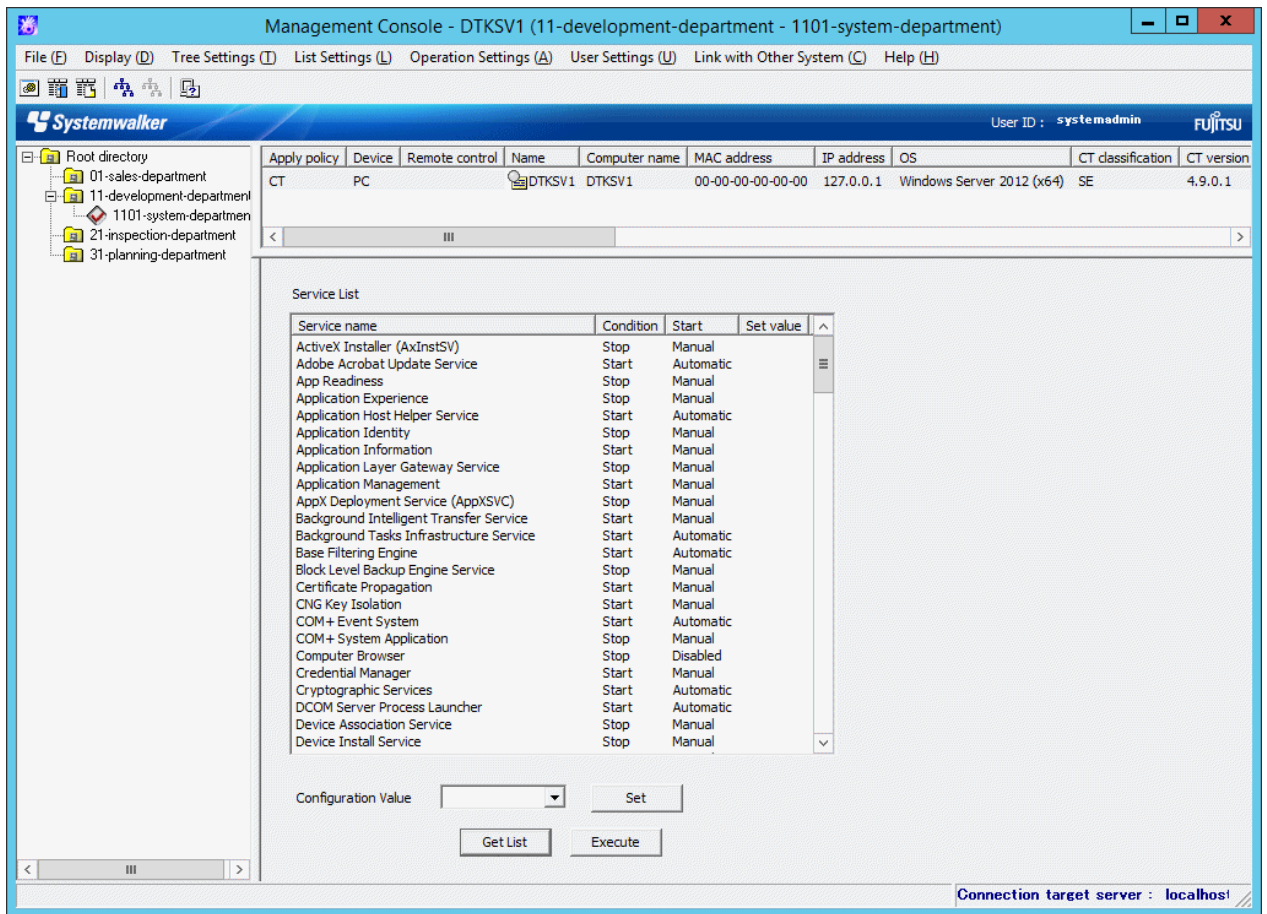 Management Console - DTKSV1 (11-development-department - 1101-system-department)
File (F) Display (D) Tree Settings (T) List Settings (L) Operation Settings (A) User Settings (U) Link with Other System (C) Help (H)
Systemwalker User ID : systemadmin FUJITSU
Root directory
01-sales-department
11-development-department
1101-system-departmen
21-inspection-department
31-planning-department
Apply policy Device Remote control Name Computer name MAC address IP address OS CT classification CT version
CT PC DTKSV1 DTKSV1 00-00-00-00-00-00 127.0.0.1 Windows Server 2012 (x64) SE 4.9.0.1
Service List
Service name Condition Start Set value
ActiveX Installer (AxInstSV) Stop Manual
Adobe Acrobat Update Service Start Automatic
App Readiness Stop Manual
Application Experience Stop Manual
Application Host Helper Service Start Automatic
Application Identity Stop Manual
Application Information Start Manual
Application Layer Gateway Service Stop Manual
Application Management Start Manual
AppX Deployment Service (AppXSVC) Stop Manual
Background Intelligent Transfer Service Start Manual
Background Tasks Infrastructure Service Start Automatic
Base Filtering Engine Start Automatic
Block Level Backup Engine Service Stop Manual
Certificate Propagation Start Manual
CNG Key Isolation Start Manual
COM+ Event System Start Automatic
COM+ System Application Stop Manual
Computer Browser Stop Disabled
Credential Manager Start Manual
Cryptographic Services Start Automatic
DCOM Server Process Launcher Start Automatic
Device Association Service Stop Manual
Device Install Service Stop Manual
Configuration Value Set
Get List Execute
Connection target server : localhost